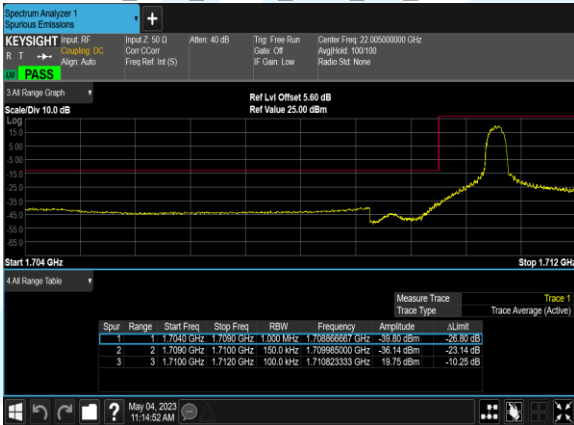 Spectrum Analyzer 1
Spurious Emissions
KEYSIGHT Input: RF Input Z: 50 Ω Atten: 40 dB Trig: Free Run Center Freq: 22.005000000 GHz
R T Coupling: DC Corr CCorr Gate: Off Avg|Hold: 100/100
Align: Auto Freq Ref: Int (S) IF Gain: Low Radio Std: None
PASS
3 All Range Graph
Ref Lvl Offset 5.60 dB
Scale/Div 10.0 dB Ref Value 25.00 dBm
Log
15.0
5.00
-5.00
-15.0
-25.0
-35.0
-45.0
-55.0
-65.0
Start 1.704 GHz Stop 1.712 GHz
4 All Range Table
Measure Trace Trace 1
Trace Type Trace Average (Active)
Spur Range Start Freq Stop Freq RBW Frequency Amplitude ΔLimit
1 1 1.7040 GHz 1.7090 GHz 1.000 MHz 1.708866667 GHz -39.80 dBm -26.80 dB
2 2 1.7090 GHz 1.7100 GHz 150.0 kHz 1.709985000 GHz -36.14 dBm -23.14 dB
3 3 1.7100 GHz 1.7120 GHz 100.0 kHz 1.710823333 GHz 19.75 dBm -10.25 dB
?
May 04, 2023
11:14:52 AM